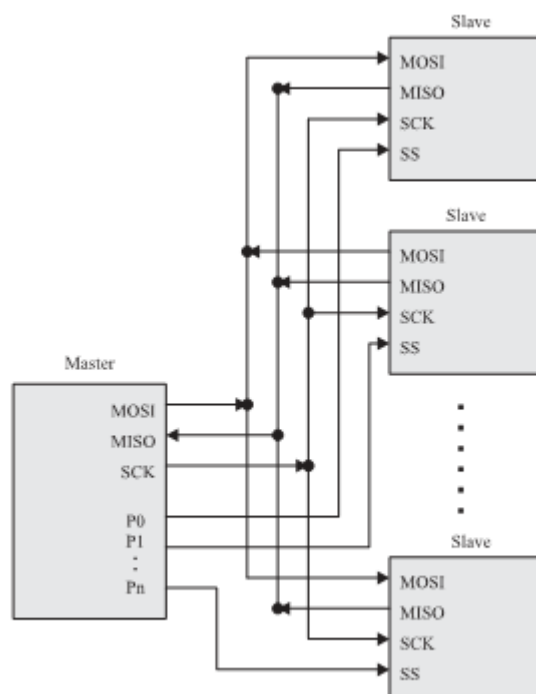 Slave
MOSI
MISO
SCK
SS
Slave
MOSI
MISO
SCK
SS
Master
MOSI
MISO
SCK
P0
P1
Pn
Slave
MOSI
MISO
SCK
SS